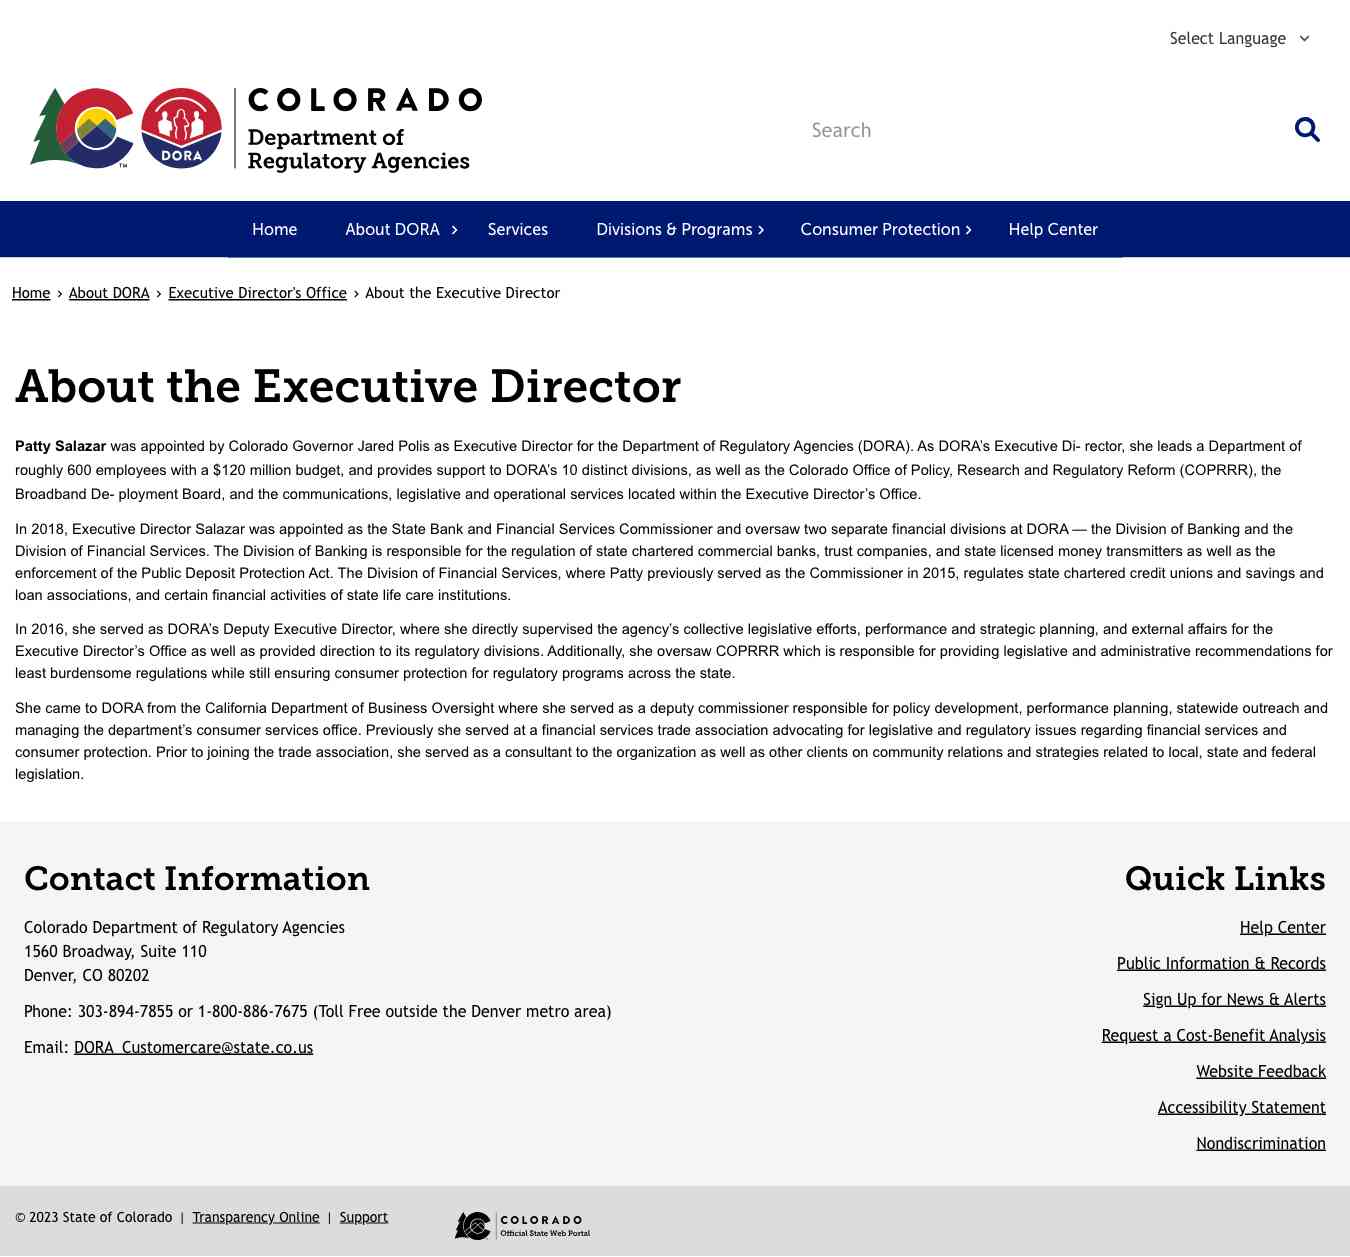 Select Language
COLORADO
Department of
Regulatory Agencies
DORA
TM
Search
Home About DORA Services Divisions & Programs Consumer Protection Help Center
Home › About DORA › Executive Director's Office › About the Executive Director
About the Executive Director
Patty Salazar was appointed by Colorado Governor Jared Polis as Executive Director for the Department of Regulatory Agencies (DORA). As DORA’s Executive Di- rector, she leads a Department of
roughly 600 employees with a $120 million budget, and provides support to DORA’s 10 distinct divisions, as well as the Colorado Office of Policy, Research and Regulatory Reform (COPRRR), the
Broadband De- ployment Board, and the communications, legislative and operational services located within the Executive Director’s Office.
In 2018, Executive Director Salazar was appointed as the State Bank and Financial Services Commissioner and oversaw two separate financial divisions at DORA — the Division of Banking and the
Division of Financial Services. The Division of Banking is responsible for the regulation of state chartered commercial banks, trust companies, and state licensed money transmitters as well as the
enforcement of the Public Deposit Protection Act. The Division of Financial Services, where Patty previously served as the Commissioner in 2015, regulates state chartered credit unions and savings and
loan associations, and certain financial activities of state life care institutions.
In 2016, she served as DORA’s Deputy Executive Director, where she directly supervised the agency’s collective legislative efforts, performance and strategic planning, and external affairs for the
Executive Director’s Office as well as provided direction to its regulatory divisions. Additionally, she oversaw COPRRR which is responsible for providing legislative and administrative recommendations for
least burdensome regulations while still ensuring consumer protection for regulatory programs across the state.
She came to DORA from the California Department of Business Oversight where she served as a deputy commissioner responsible for policy development, performance planning, statewide outreach and
managing the department’s consumer services office. Previously she served at a financial services trade association advocating for legislative and regulatory issues regarding financial services and
consumer protection. Prior to joining the trade association, she served as a consultant to the organization as well as other clients on community relations and strategies related to local, state and federal
legislation.
Contact Information
Colorado Department of Regulatory Agencies
1560 Broadway, Suite 110
Denver, CO 80202
Phone: 303-894-7855 or 1-800-886-7675 (Toll Free outside the Denver metro area)
Email: DORA_Customercare@state.co.us
Quick Links
Help Center
Public Information & Records
Sign Up for News & Alerts
Request a Cost-Benefit Analysis
Website Feedback
Accessibility Statement
Nondiscrimination
© 2023 State of Colorado | Transparency Online | Support
COLORADO
Official State Web Portal